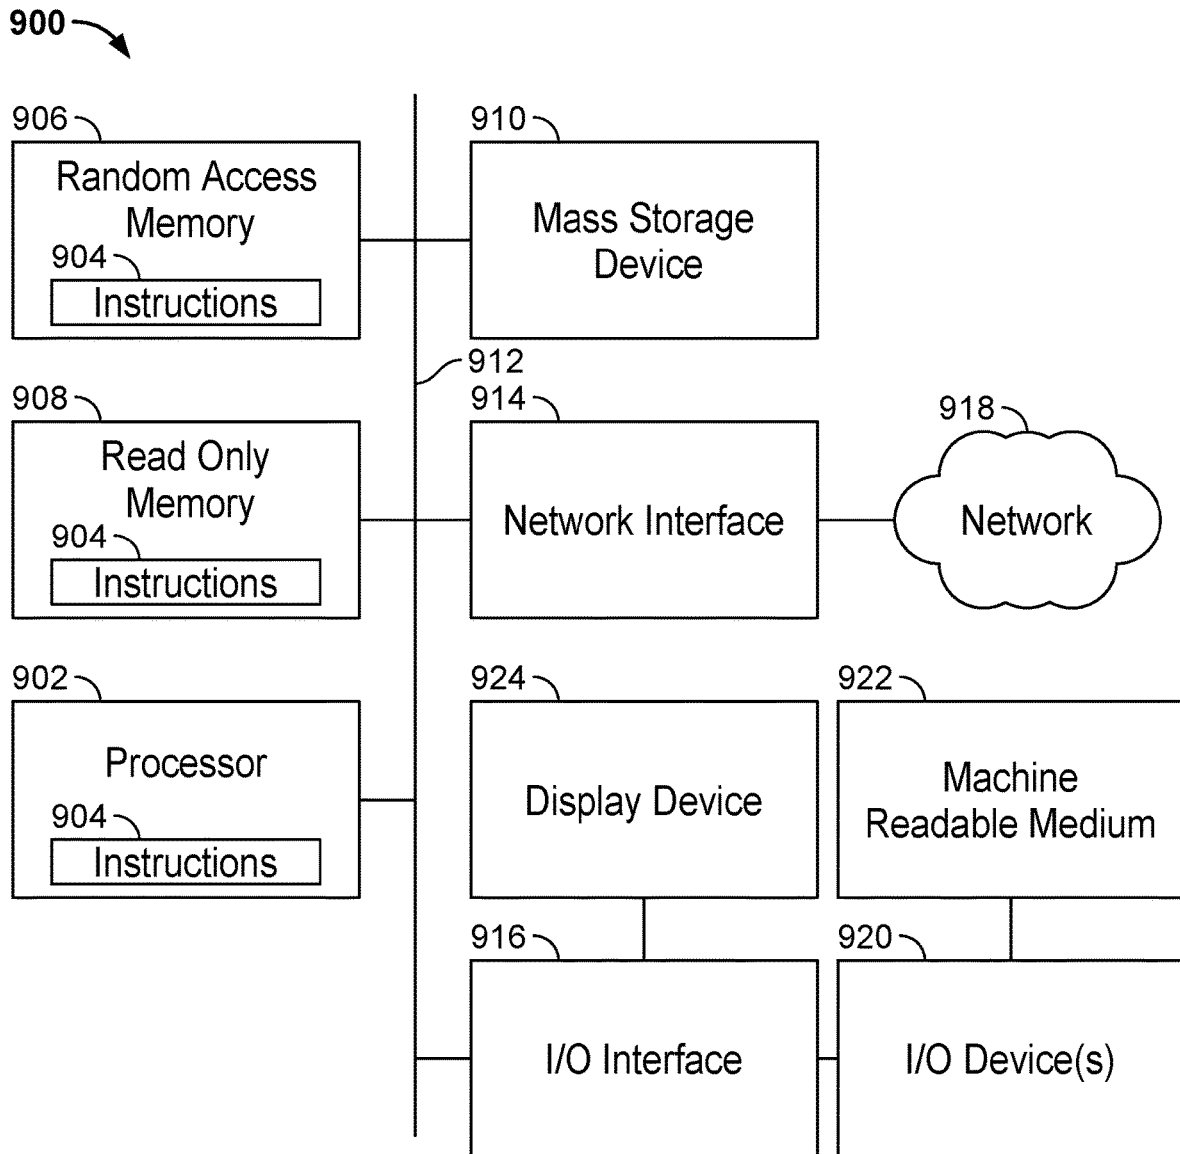 900
906
Random Access
Memory
904
Instructions
910
Mass Storage
Device
912
908
Read Only
Memory
904
Instructions
914
Network Interface
918
Network
902
Processor
904
Instructions
924
Display Device
922
Machine
Readable Medium
916
I/O Interface
920
I/O Device(s)